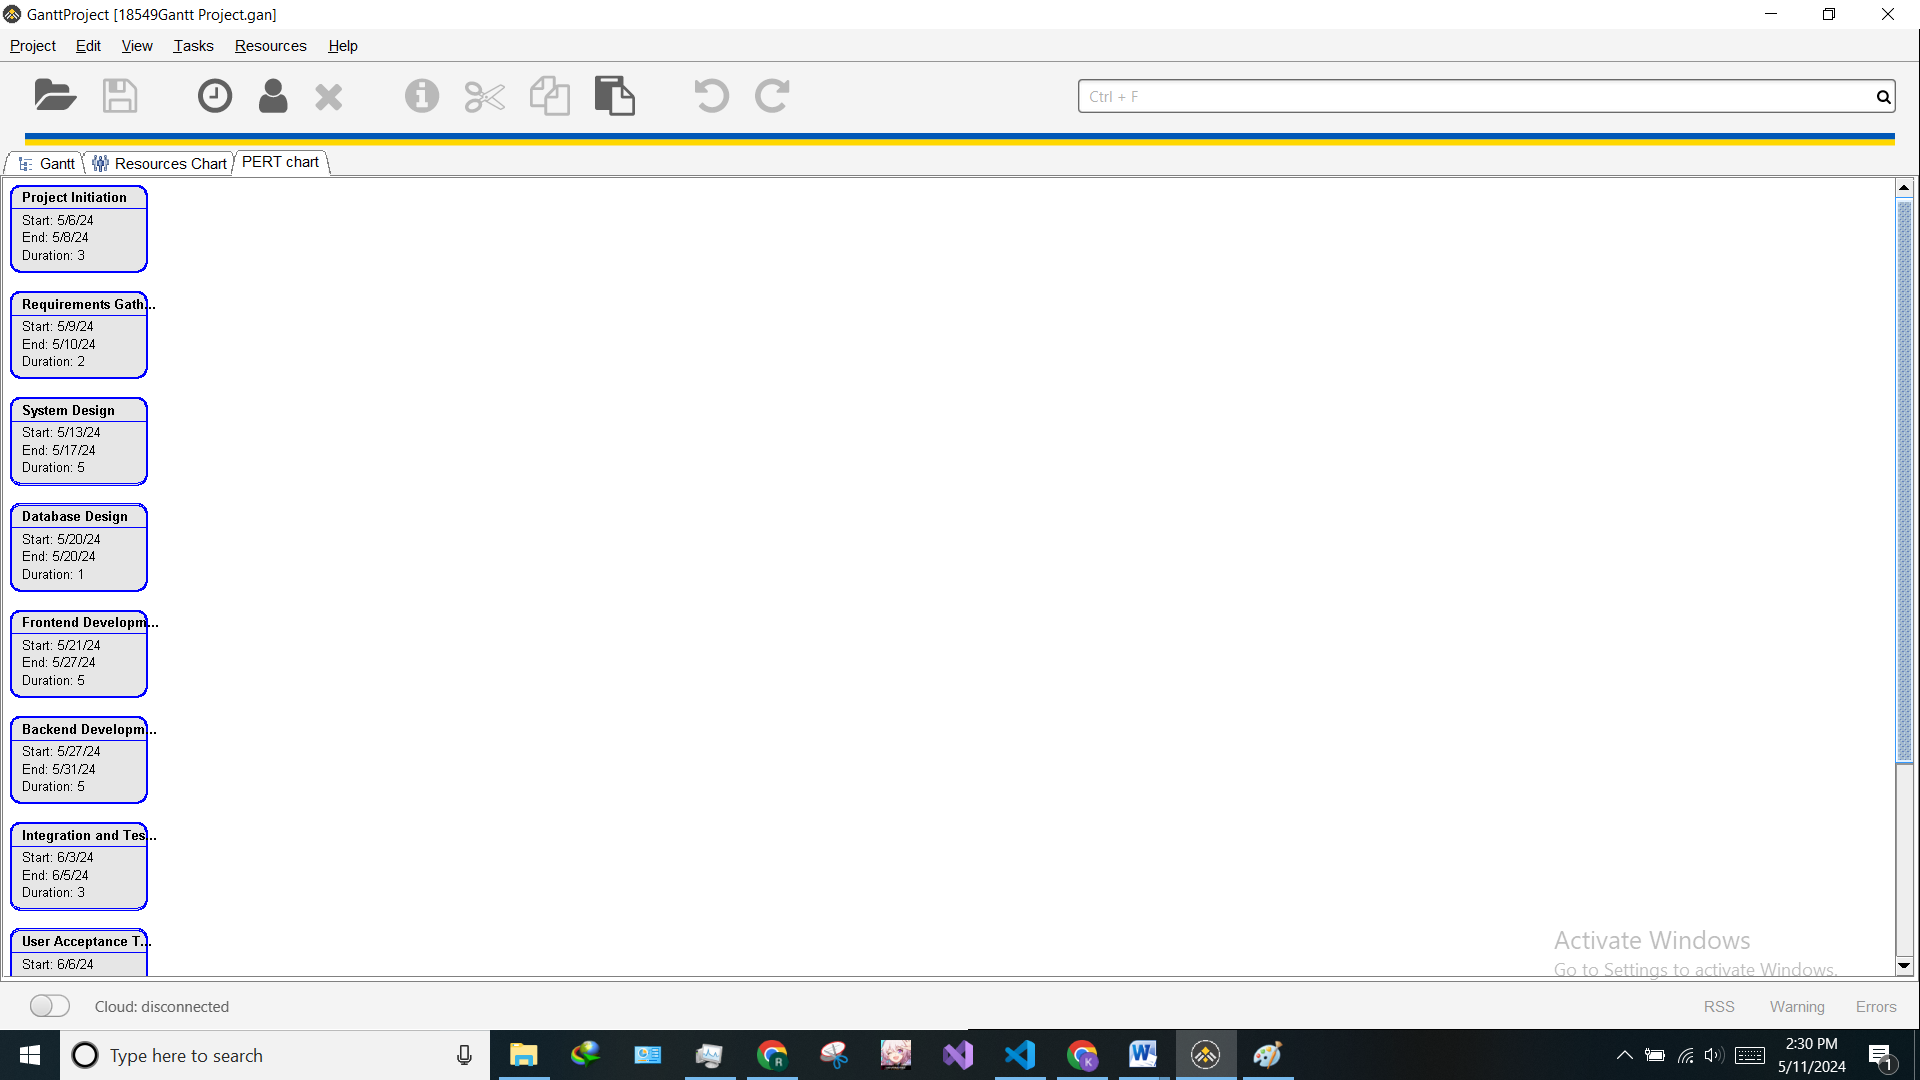 GanttProject [18549Gantt Project.gan]
Project Edit View Tasks Resources Help
Ctrl + F
Gantt Resources Chart PERT chart
Project Initiation
Start: 5/6/24
End: 5/8/24
Duration: 3
Requirements Gath...
Start: 5/9/24
End: 5/10/24
Duration: 2
System Design
Start: 5/13/24
End: 5/17/24
Duration: 5
Database Design
Start: 5/20/24
End: 5/20/24
Duration: 1
Frontend Developm...
Start: 5/21/24
End: 5/27/24
Duration: 5
Backend Developm...
Start: 5/27/24
End: 5/31/24
Duration: 5
Integration and Tes...
Start: 6/3/24
End: 6/5/24
Duration: 3
User Acceptance T...
Start: 6/6/24
Activate Windows
Go to Settings to activate Windows.
Cloud: disconnected
RSS Warning Errors
Type here to search
2:30 PM
5/11/2024
1